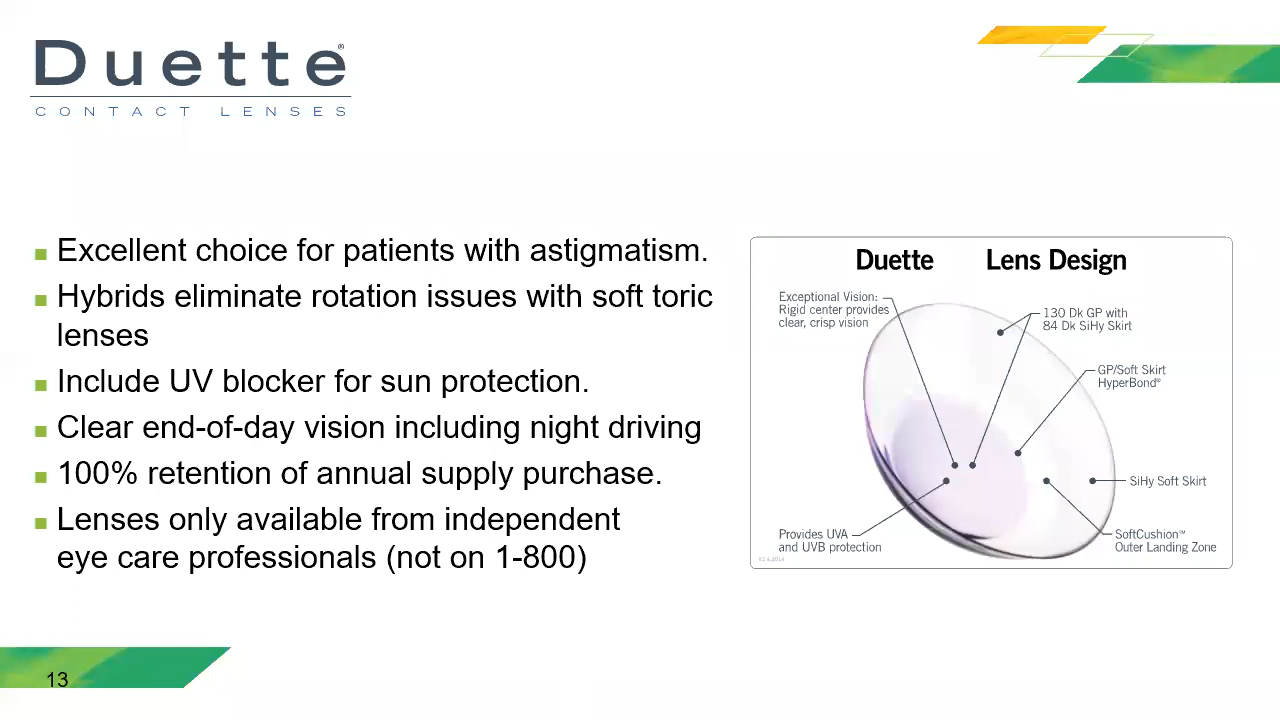 Duette®
CONTACT LENSES
Excellent choice for patients with astigmatism.
Hybrids eliminate rotation issues with soft toric
lenses
Include UV blocker for sun protection.
Clear end-of-day vision including night driving
100% retention of annual supply purchase.
Lenses only available from independent
eye care professionals (not on 1-800)
Duette Lens Design
Exceptional Vision:
Rigid center provides
clear, crisp vision
130 Dk GP with
84 Dk SiHy Skirt
GP/Soft Skirt
HyperBond®
SiHy Soft Skirt
SoftCushion™
Outer Landing Zone
Provides UVA
and UVB protection
13